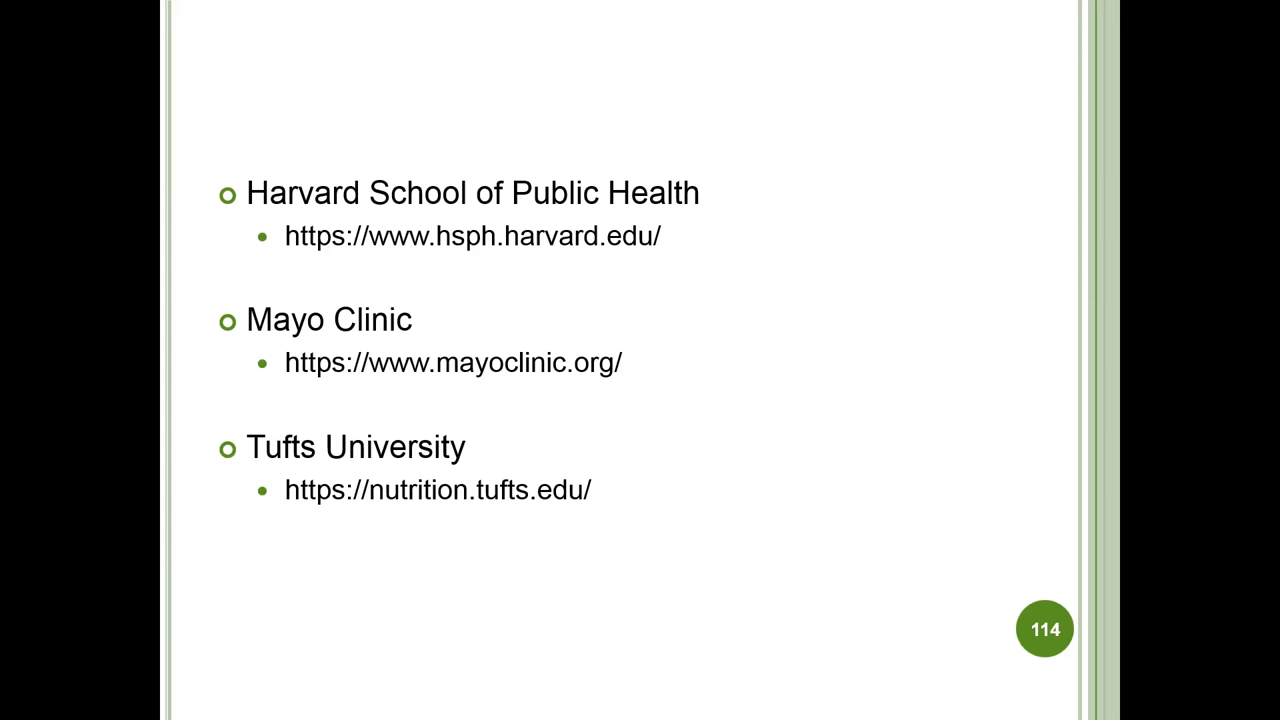 Harvard School of Public Health
https://www.hsph.harvard.edu/
Mayo Clinic
https://www.mayoclinic.org/
Tufts University
https://nutrition.tufts.edu/
114